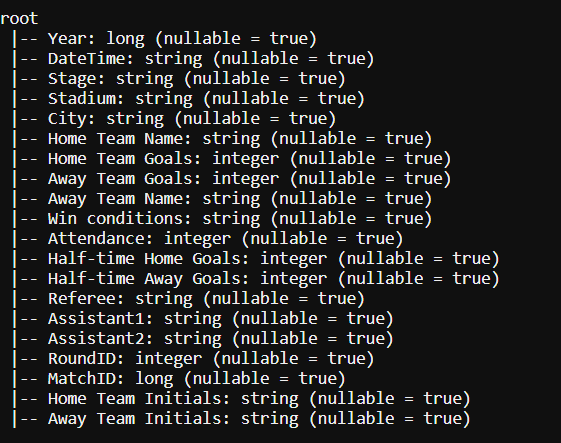 root
 |-- Year: long (nullable = true)
 |-- DateTime: string (nullable = true)
 |-- Stage: string (nullable = true)
 |-- Stadium: string (nullable = true)
 |-- City: string (nullable = true)
 |-- Home Team Name: string (nullable = true)
 |-- Home Team Goals: integer (nullable = true)
 |-- Away Team Goals: integer (nullable = true)
 |-- Away Team Name: string (nullable = true)
 |-- Win conditions: string (nullable = true)
 |-- Attendance: integer (nullable = true)
 |-- Half-time Home Goals: integer (nullable = true)
 |-- Half-time Away Goals: integer (nullable = true)
 |-- Referee: string (nullable = true)
 |-- Assistant1: string (nullable = true)
 |-- Assistant2: string (nullable = true)
 |-- RoundID: integer (nullable = true)
 |-- MatchID: long (nullable = true)
 |-- Home Team Initials: string (nullable = true)
 |-- Away Team Initials: string (nullable = true)